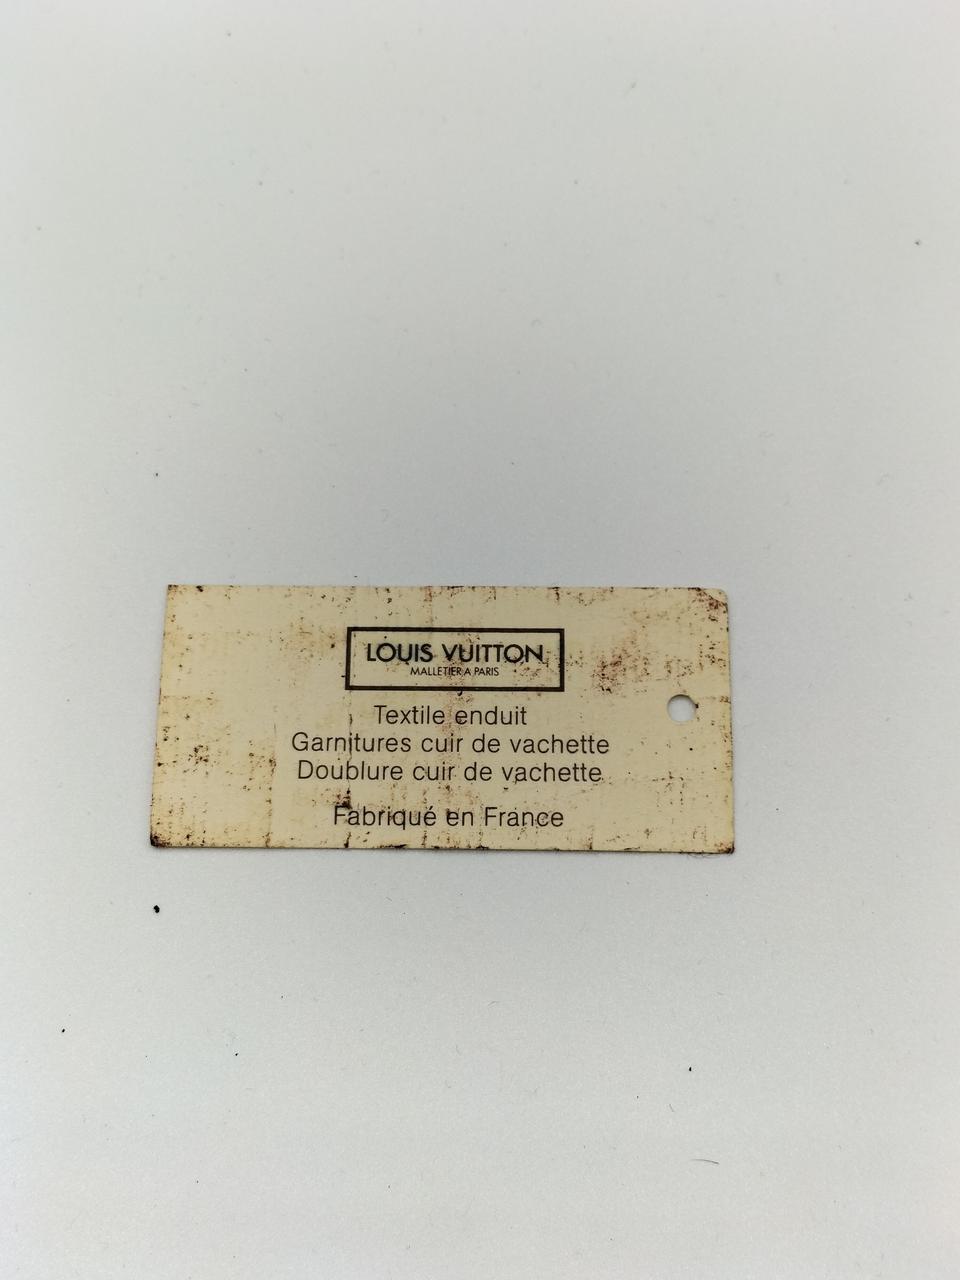 LOUIS VUITTON
MALLETIER A PARIS
Textile enduit
Garnitures cuir de vachette
Doublure cuir de vachette
Fabriqué en France